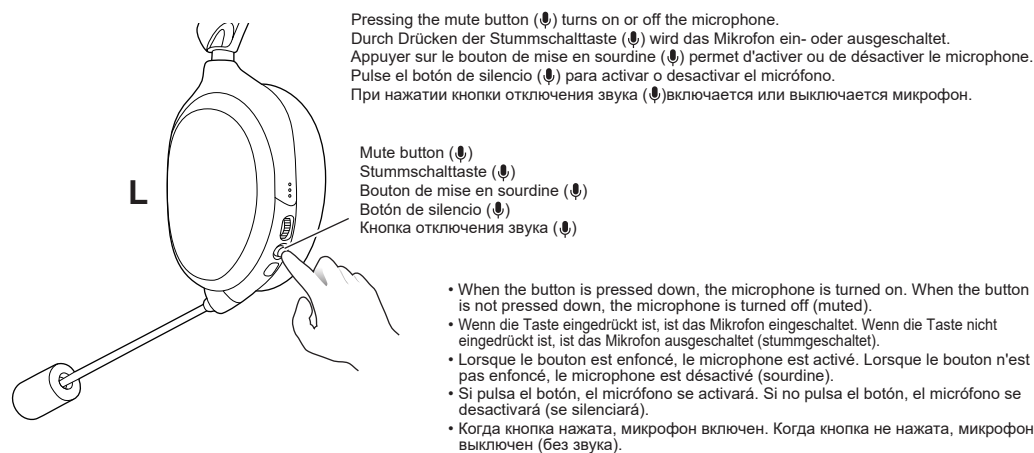 Pressing the mute button (🎙) turns on or off the microphone.
Durch Drücken der Stummschalttaste (🎙) wird das Mikrofon ein- oder ausgeschaltet.
Appuyer sur le bouton de mise en sourdine (🎙) permet d'activer ou de désactiver le microphone.
Pulse el botón de silencio (🎙) para activar o desactivar el micrófono.
При нажатии кнопки отключения звука (🎙)включается или выключается микрофон.
Mute button (🎙)
Stummschalttaste (🎙)
Bouton de mise en sourdine (🎙)
Botón de silencio (🎙)
Кнопка отключения звука (🎙)
L
• When the button is pressed down, the microphone is turned on. When the button
is not pressed down, the microphone is turned off (muted).
• Wenn die Taste eingedrückt ist, ist das Mikrofon eingeschaltet. Wenn die Taste nicht
eingedrückt ist, ist das Mikrofon ausgeschaltet (stummgeschaltet).
• Lorsque le bouton est enfoncé, le microphone est activé. Lorsque le bouton n'est
pas enfoncé, le microphone est désactivé (sourdine).
• Si pulsa el botón, el micrófono se activará. Si no pulsa el botón, el micrófono se
desactivará (se silenciará).
• Когда кнопка нажата, микрофон включен. Когда кнопка не нажата, микрофон
выключен (без звука).